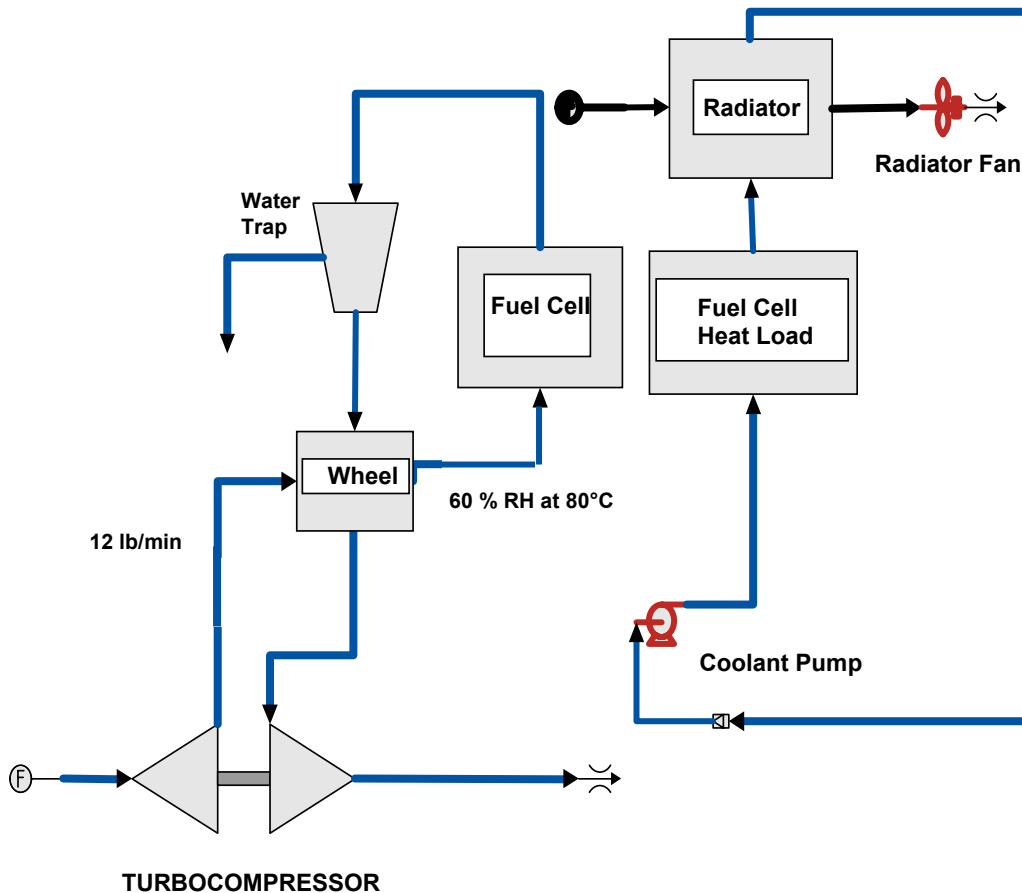 Radiator
Radiator Fan
Water
Trap
Fuel Cell
Fuel Cell
Heat Load
Wheel
60 % RH at 80°C
12 lb/min
Coolant Pump
F
TURBOCOMPRESSOR